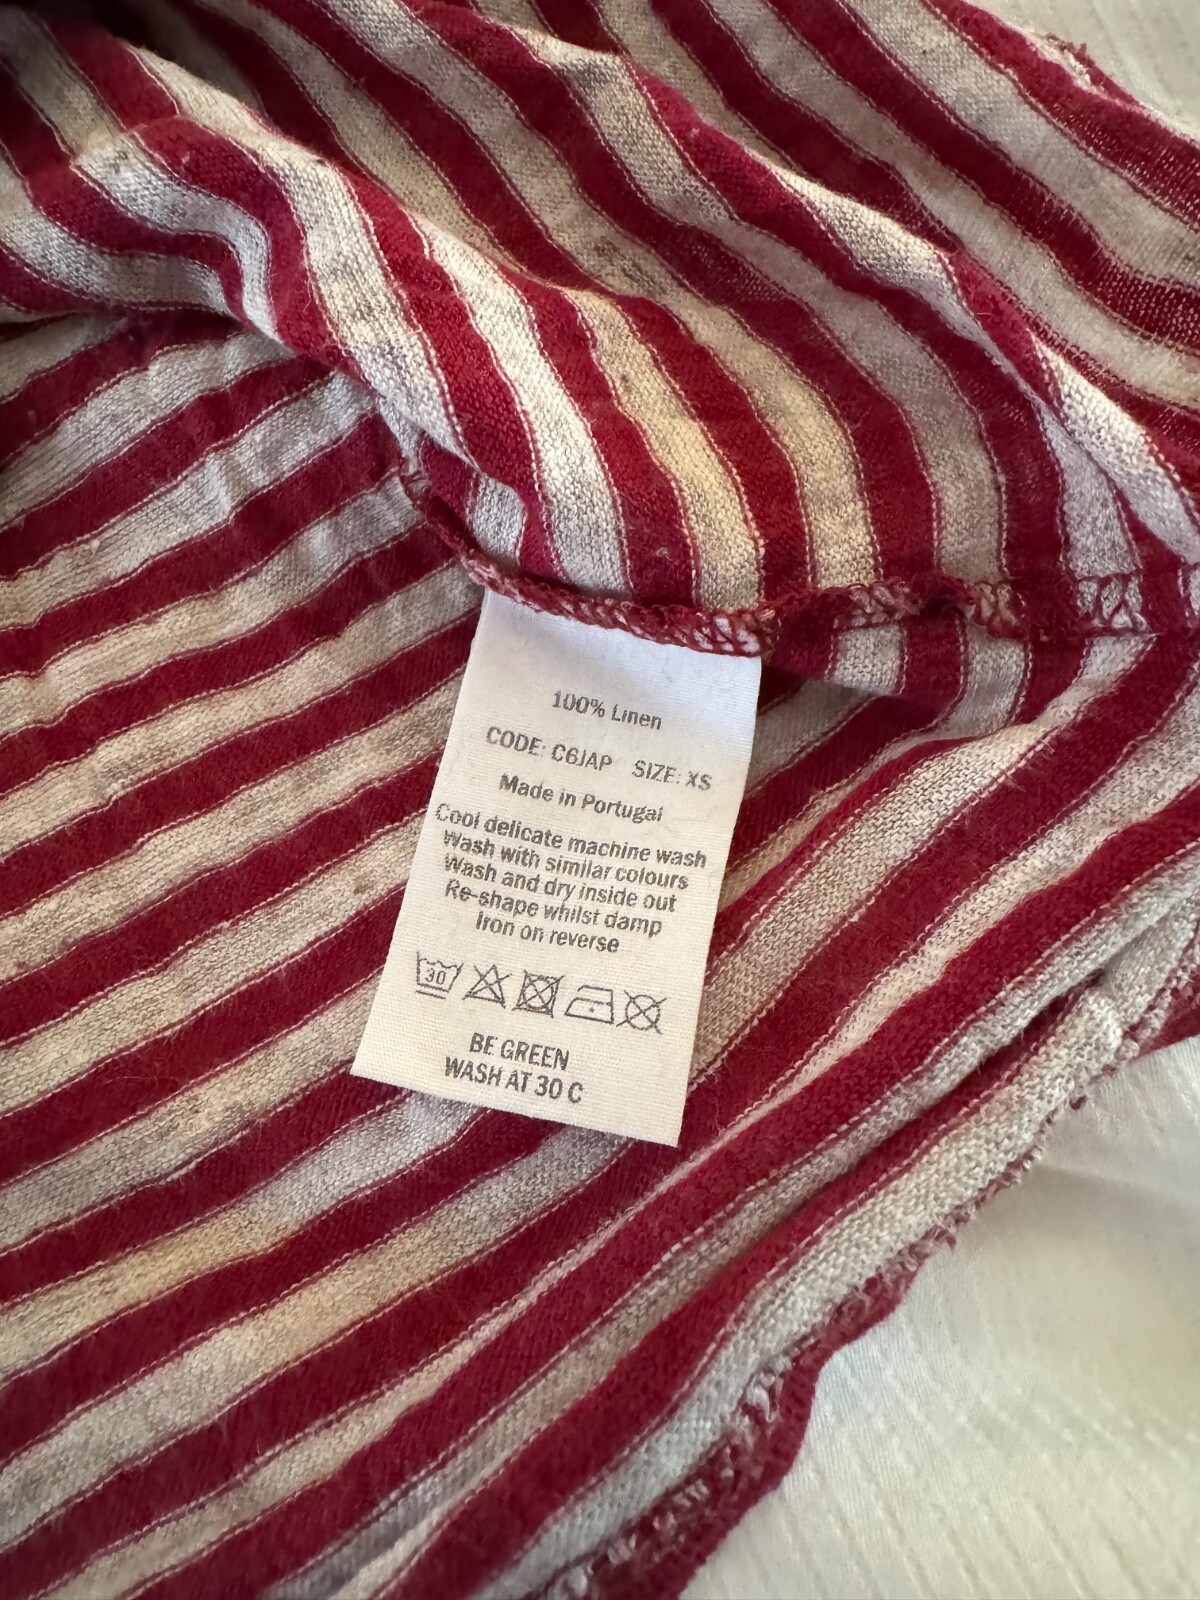 100% Linen
CODE: C6JAP SIZE: XS
Made in Portugal
Cool delicate machine wash
Wash with similar colours
Wash and dry inside out
Re-shape whilst damp
Iron on reverse
30
BE GREEN
WASH AT 30 C